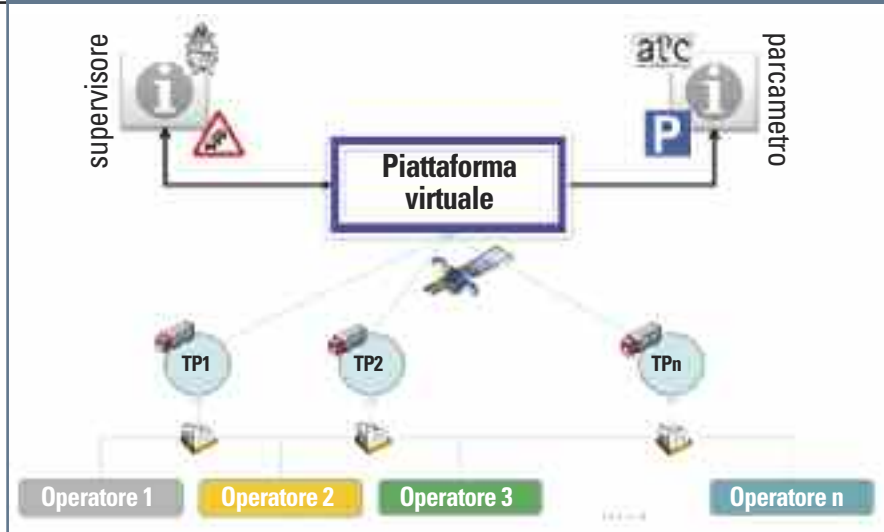 supervisore
atc
parcametro
P
Piattaforma
virtuale
TP1
TP2
TPn
Operatore 1
Operatore 2
Operatore 3
......
Operatore n